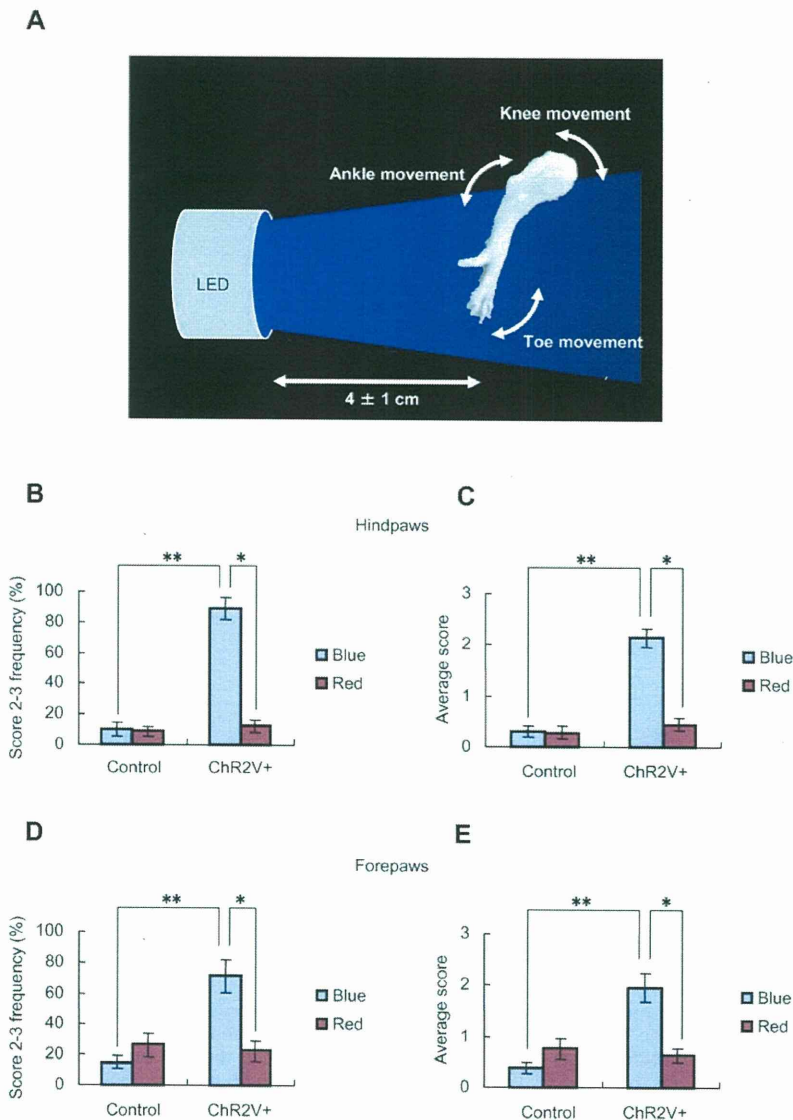 A
Knee movement
Ankle movement
LED
Toe movement
4 ± 1 cm
B
C
Hindpaws
** *
Score 2-3 frequency (%)
100
80
60
40
20
0
Control ChR2V+
Blue
Red
** *
Average score
3
2
1
0
Control ChR2V+
Blue
Red
D
E
Forepaws
** *
Score 2-3 frequency (%)
100
80
60
40
20
0
Control ChR2V+
Blue
Red
** *
Average score
3
2
1
0
Control ChR2V+
Blue
Red